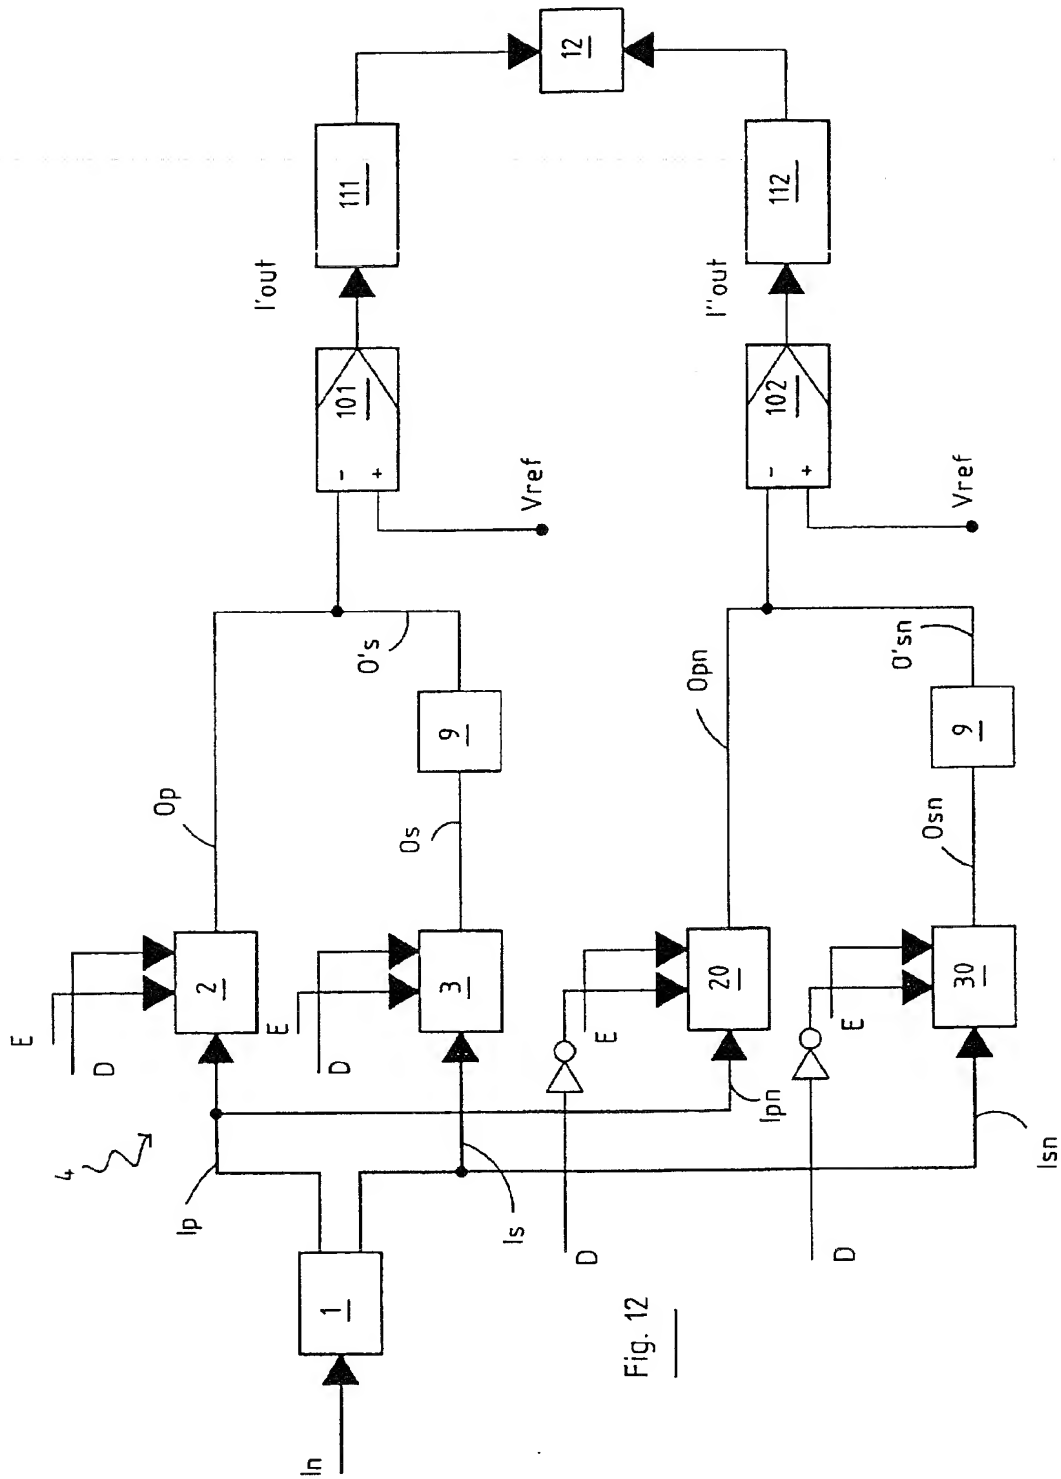 12
111
112
I'out
I''out
101
-
+
102
-
+
Vref
Vref
O's
O'sn
Opn
9
9
Op
Os
Osn
2
3
20
30
E
D
E
D
E
E
4
Ip
Is
Ipn
Isn
D
D
1
In
Fig. 12